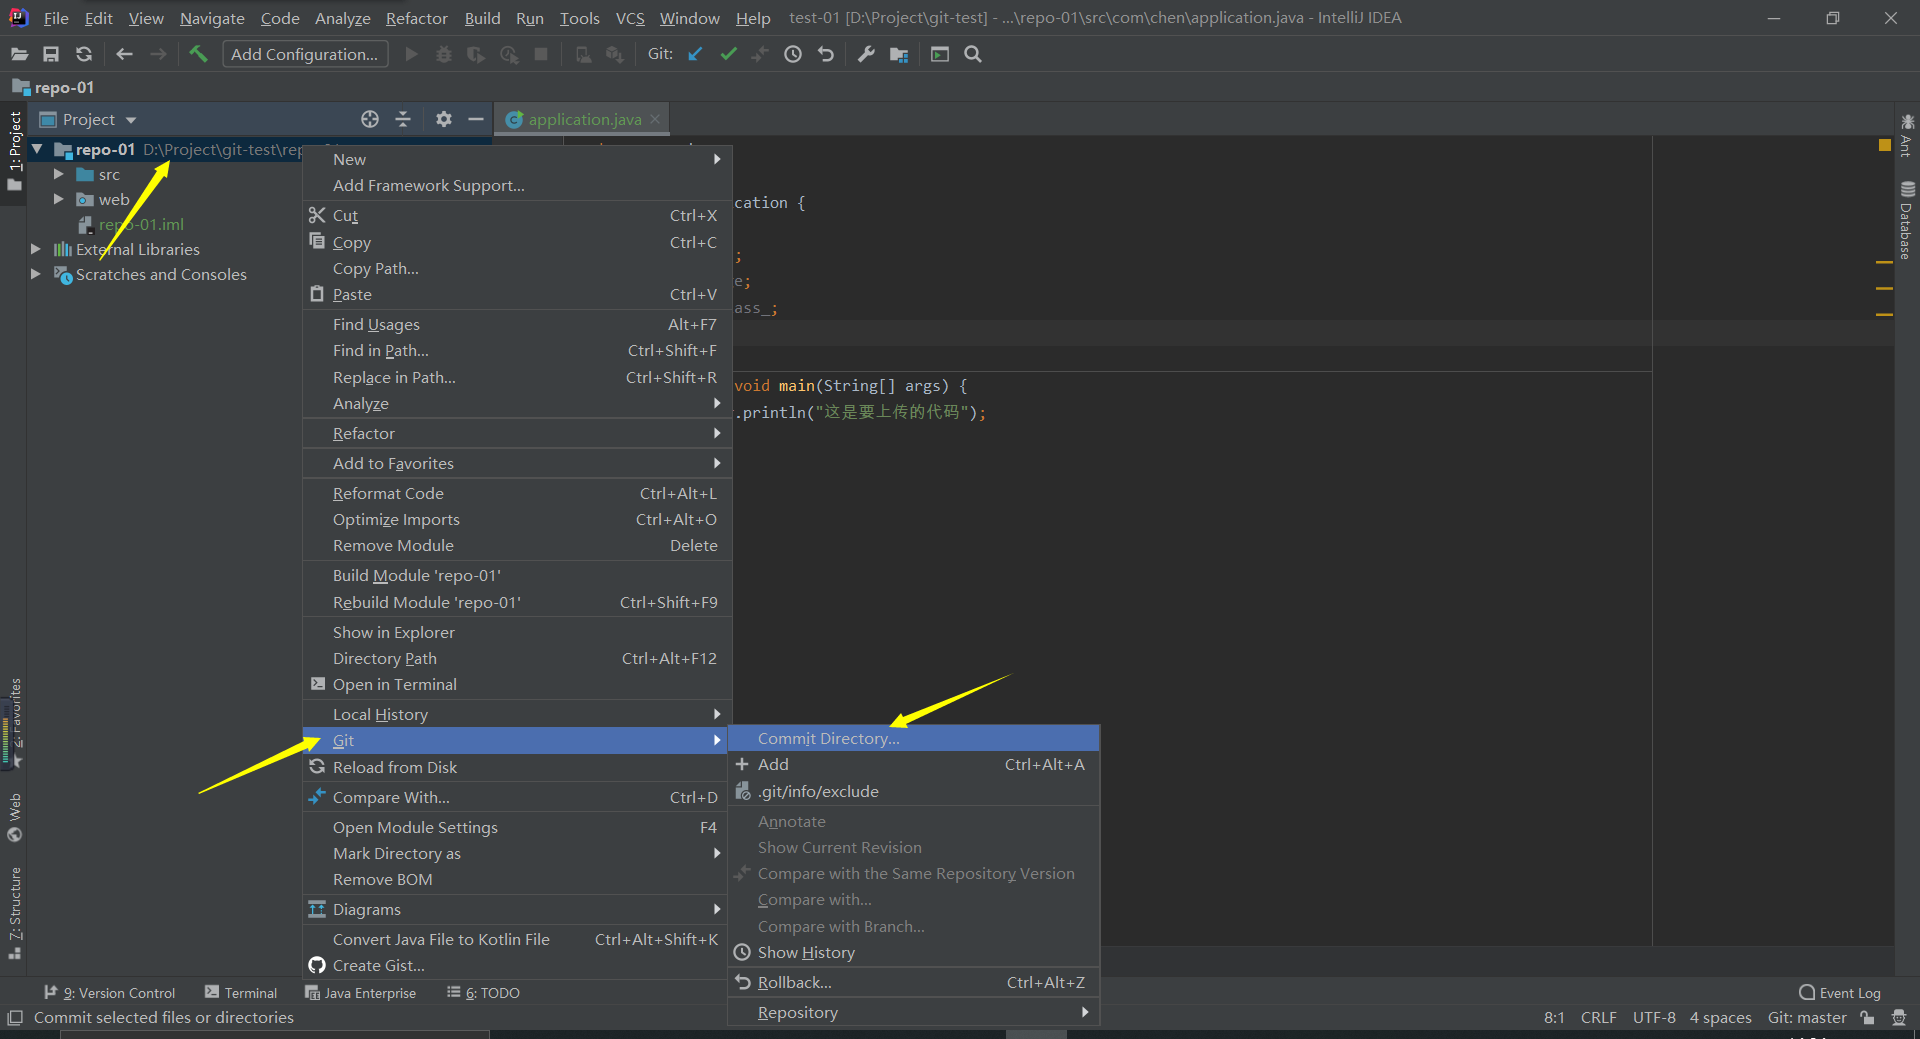 File Edit View Navigate Code Analyze Refactor Build Run Tools VCS Window Help test-01 [D:\Project\git-test] - ...\repo-01\src\com\chen\application.java - IntelliJ IDEA
Add Configuration... Git:
repo-01
Project
application.java
1: Project
repo-01 D:\Project\git-test\rep
src
web
repo-01.iml
External Libraries
Scratches and Consoles
New
Add Framework Support...
Cut Ctrl+X
Copy Ctrl+C
Copy Path...
Paste Ctrl+V
Find Usages Alt+F7
Find in Path... Ctrl+Shift+F
Replace in Path... Ctrl+Shift+R
Analyze
Refactor
Add to Favorites
Reformat Code Ctrl+Alt+L
Optimize Imports Ctrl+Alt+O
Remove Module Delete
Build Module 'repo-01'
Rebuild Module 'repo-01' Ctrl+Shift+F9
Show in Explorer
Directory Path Ctrl+Alt+F12
Open in Terminal
Local History
Git
Reload from Disk
Compare With... Ctrl+D
Open Module Settings F4
Mark Directory as
Remove BOM
Diagrams
Convert Java File to Kotlin File Ctrl+Alt+Shift+K
Create Gist...
Commit Directory...
Add Ctrl+Alt+A
.git/info/exclude
Annotate
Show Current Revision
Compare with the Same Repository Version
Compare with...
Compare with Branch...
Show History
Rollback... Ctrl+Alt+Z
Repository
cation {
;
e;
ass_;
void main(String[] args) {
.println("这是要上传的代码");
Ant
Database
2: Favorites
Web
Z: Structure
9: Version Control Terminal Java Enterprise 6: TODO
Event Log
Commit selected files or directories
8:1 CRLF UTF-8 4 spaces Git: master